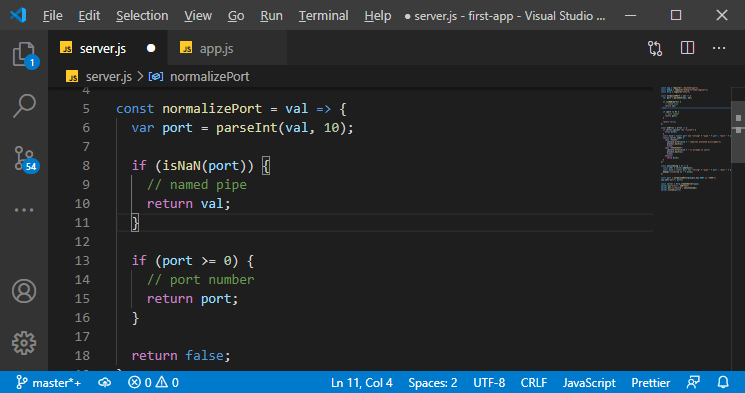 File Edit Selection View Go Run Terminal Help ● server.js - first-app - Visual Studio ...
JS server.js ● JS app.js
JS server.js > normalizePort
4
5 const normalizePort = val => {
6 var port = parseInt(val, 10);
7
8 if (isNaN(port)) {
9 // named pipe
10 return val;
11 }
12
13 if (port >= 0) {
14 // port number
15 return port;
16 }
17
18 return false;
1
54
master*+ 0 0 Ln 11, Col 4 Spaces: 2 UTF-8 CRLF JavaScript Prettier